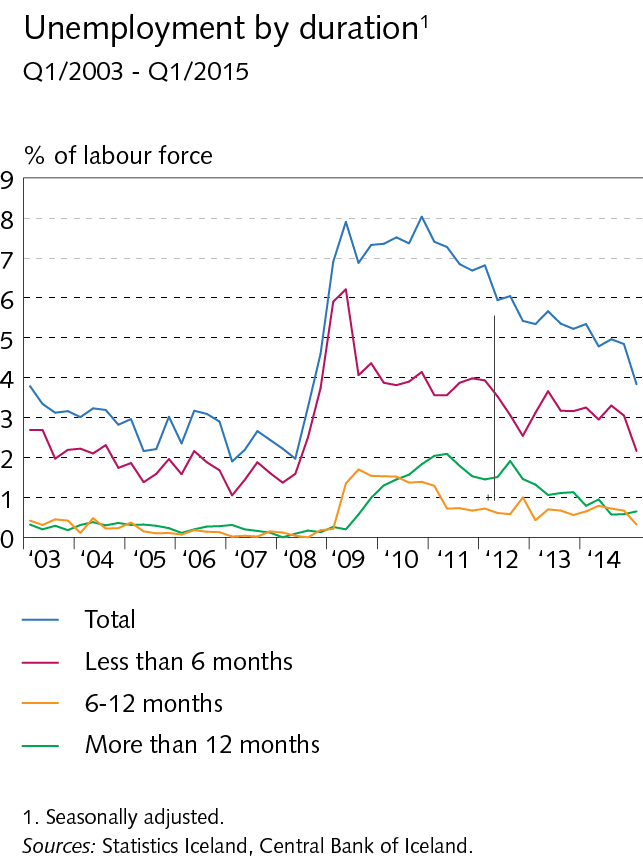 Unemployment by duration¹
Q1/2003 - Q1/2015
% of labour force
9
8
7
6
5
4
3
2
1
0
‘03 ‘04 ‘05 ‘06 ‘07 ‘08 ‘09 ‘10 ‘11 ‘12 ‘13 ‘14
Total
Less than 6 months
6-12 months
More than 12 months
1. Seasonally adjusted.
Sources: Statistics Iceland, Central Bank of Iceland.